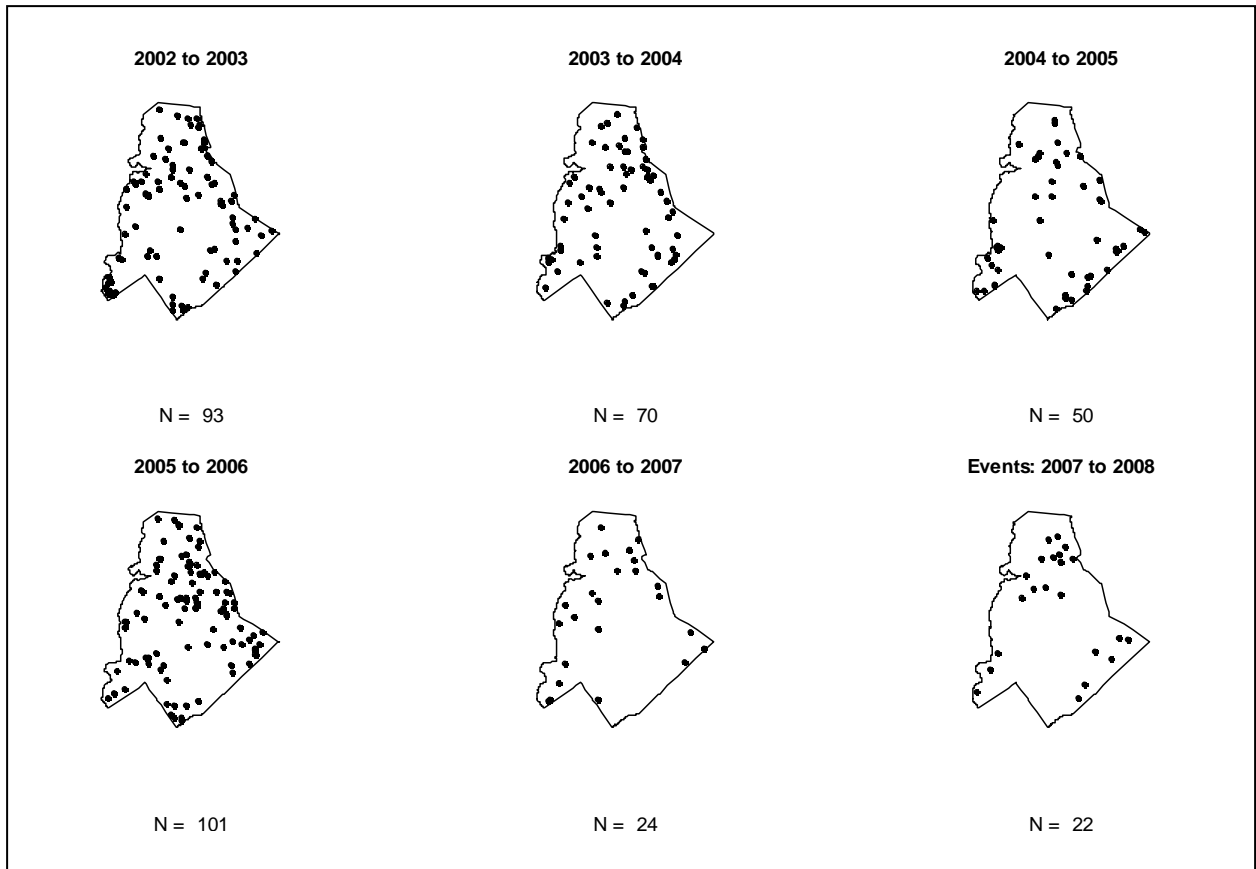 2002 to 2003
2003 to 2004
2004 to 2005
N = 93
N = 70
N = 50
2005 to 2006
2006 to 2007
Events: 2007 to 2008
N = 101
N = 24
N = 22